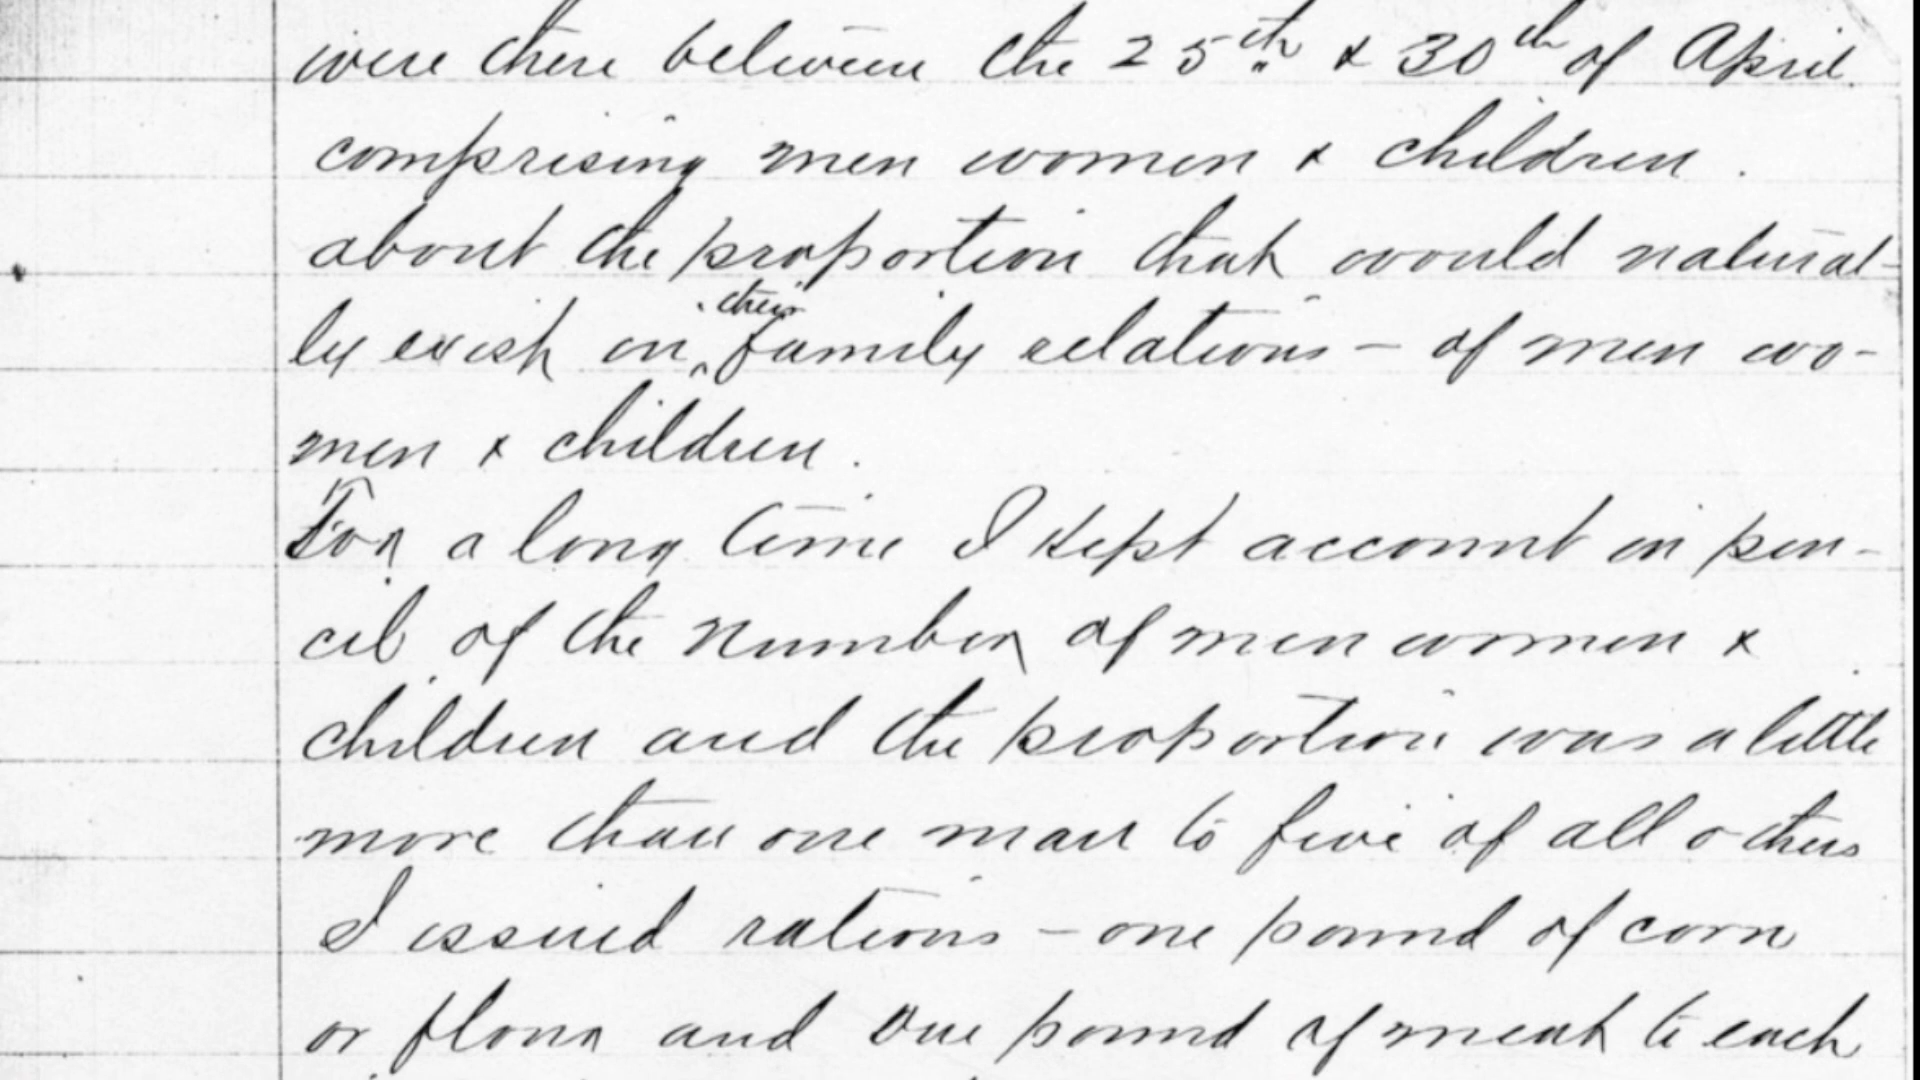 were there between the 25th & 30th of April
comprising men women & children.
about the proportion that would natural-
ly exist in their family relations - of men wo-
men & children.
For a long time I kept account in pen-
cil of the number of men women &
children and the proportion was a little
more than one man to five of all others
I issued rations - one pound of corn
or flour and one pound of meat to each